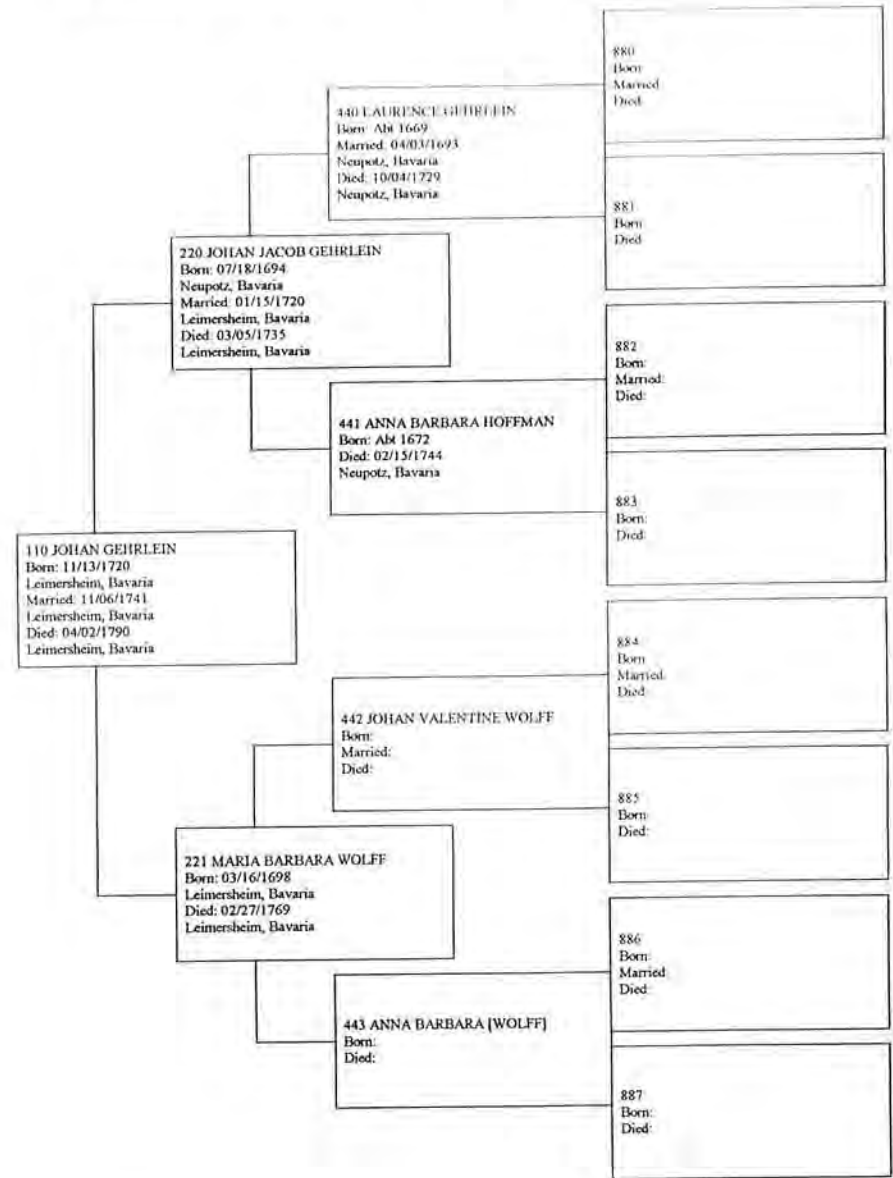 880
Born
Married
Died
440 LAURENCE GEHRLEIN
Born: Abt 1669
Married: 04/03/1693
Neupotz, Bavaria
Died: 10/04/1729
Neupotz, Bavaria
881
Born
Died
220 JOHAN JACOB GEHRLEIN
Born: 07/18/1694
Neupotz, Bavaria
Married: 01/15/1720
Leimersheim, Bavaria
Died: 03/05/1735
Leimersheim, Bavaria
882
Born:
Married:
Died:
441 ANNA BARBARA HOFFMAN
Born: Abt 1672
Died: 02/15/1744
Neupotz, Bavaria
883
Born:
Died:
110 JOHAN GEHRLEIN
Born: 11/13/1720
Leimersheim, Bavaria
Married: 11/06/1741
Leimersheim, Bavaria
Died: 04/02/1790
Leimersheim, Bavaria
884
Born
Married
Died
442 JOHAN VALENTINE WOLFF
Born:
Married:
Died:
885
Born
Died:
221 MARIA BARBARA WOLFF
Born: 03/16/1698
Leimersheim, Bavaria
Died: 02/27/1769
Leimersheim, Bavaria
886
Born:
Married
Died:
443 ANNA BARBARA [WOLFF]
Born:
Died:
887
Born:
Died: